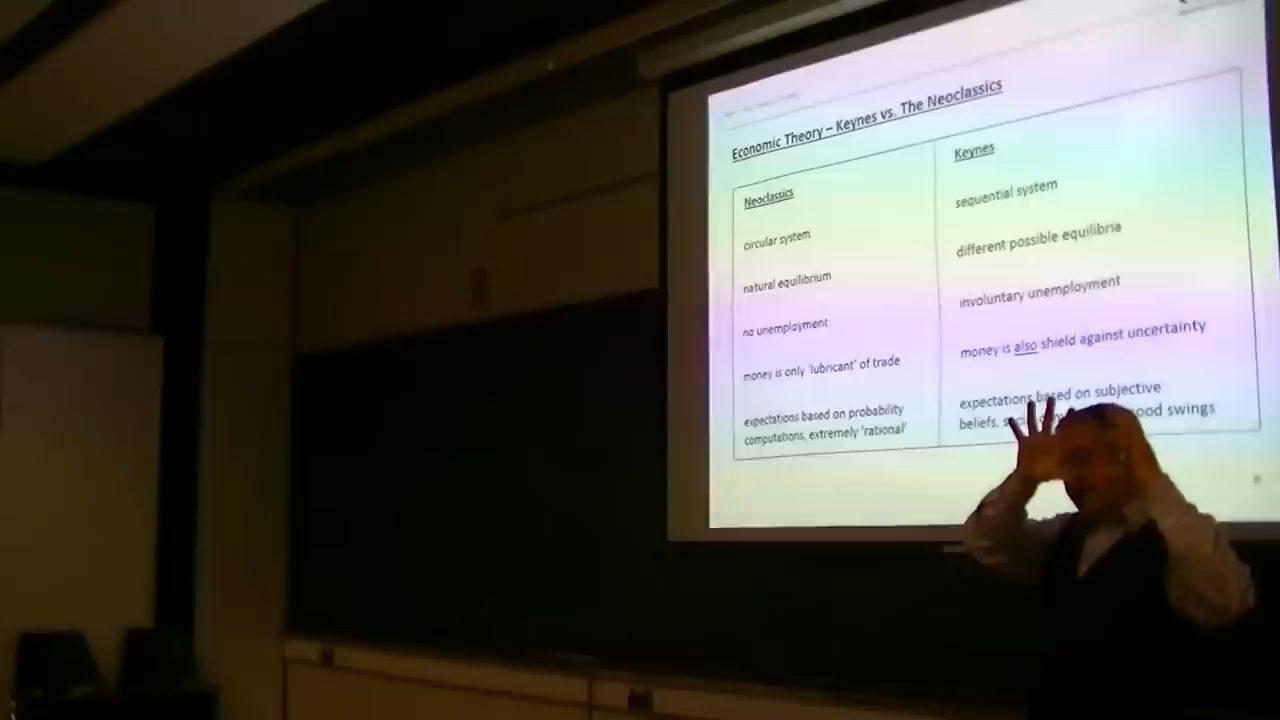 Economic Theory – Keynes vs. The Neoclassics
Neoclassics
circular system
natural equilibrium
no unemployment
money is only 'lubricant' of trade
expectations based on probability
computations, extremely 'rational'
Keynes
sequential system
different possible equilibria
involuntary unemployment
money is also shield against uncertainty
expectations based on subjective
beliefs, swings